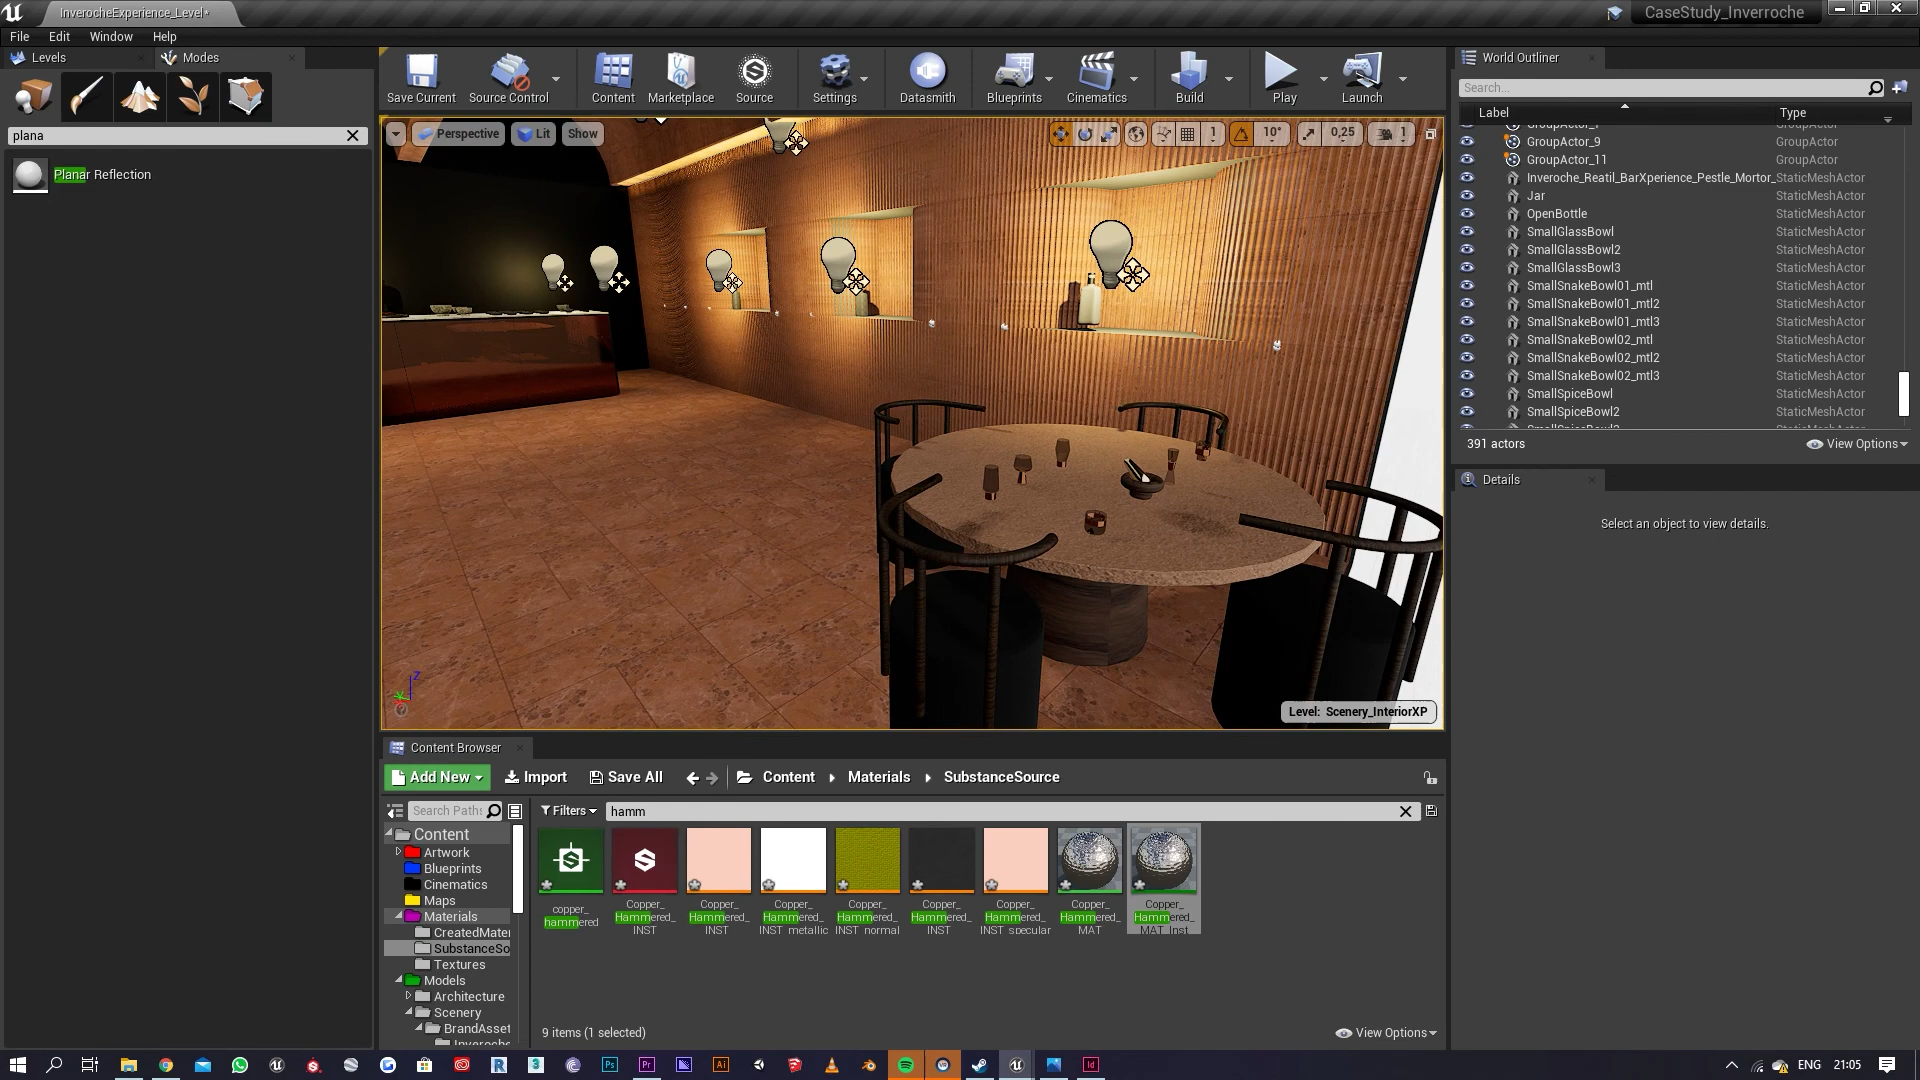 InverocheExperience_Level*
CaseStudy_Inverroche
File Edit Window Help
Levels
Modes
plana
Planar Reflection
Save Current
Source Control
Content
Marketplace
Source
Settings
Datasmith
Blueprints
Cinematics
Build
Play
Launch
Perspective
Lit
Show
1
10°
0,25
1
Level: Scenery_InteriorXP
World Outliner
Search...
Label Type
GroupActor_9 GroupActor
GroupActor_11 GroupActor
Inveroche_Reatil_BarXperience_Pestle_Mortor_ StaticMeshActor
Jar StaticMeshActor
OpenBottle StaticMeshActor
SmallGlassBowl StaticMeshActor
SmallGlassBowl2 StaticMeshActor
SmallGlassBowl3 StaticMeshActor
SmallSnakeBowl01_mtl StaticMeshActor
SmallSnakeBowl01_mtl2 StaticMeshActor
SmallSnakeBowl01_mtl3 StaticMeshActor
SmallSnakeBowl02_mtl StaticMeshActor
SmallSnakeBowl02_mtl2 StaticMeshActor
SmallSnakeBowl02_mtl3 StaticMeshActor
SmallSpiceBowl StaticMeshActor
SmallSpiceBowl2 StaticMeshActor
391 actors
View Options
Details
Select an object to view details.
Content Browser
Add New
Import
Save All
Content
Materials
SubstanceSource
Search Paths
Filters
hamm
Content
Artwork
Blueprints
Cinematics
Maps
Materials
CreatedMater
SubstanceSo
Textures
Models
Architecture
Scenery
BrandAsset
copper_
hammered
Copper_
Hammered_
INST
Copper_
Hammered_
INST
Copper_
Hammered_
INST_metallic
Copper_
Hammered_
INST_normal
Copper_
Hammered_
INST
Copper_
Hammered_
INST_specular
Copper_
Hammered_
MAT
Copper_
Hammered_
MAT_Inst
9 items (1 selected)
View Options
ENG
21:05